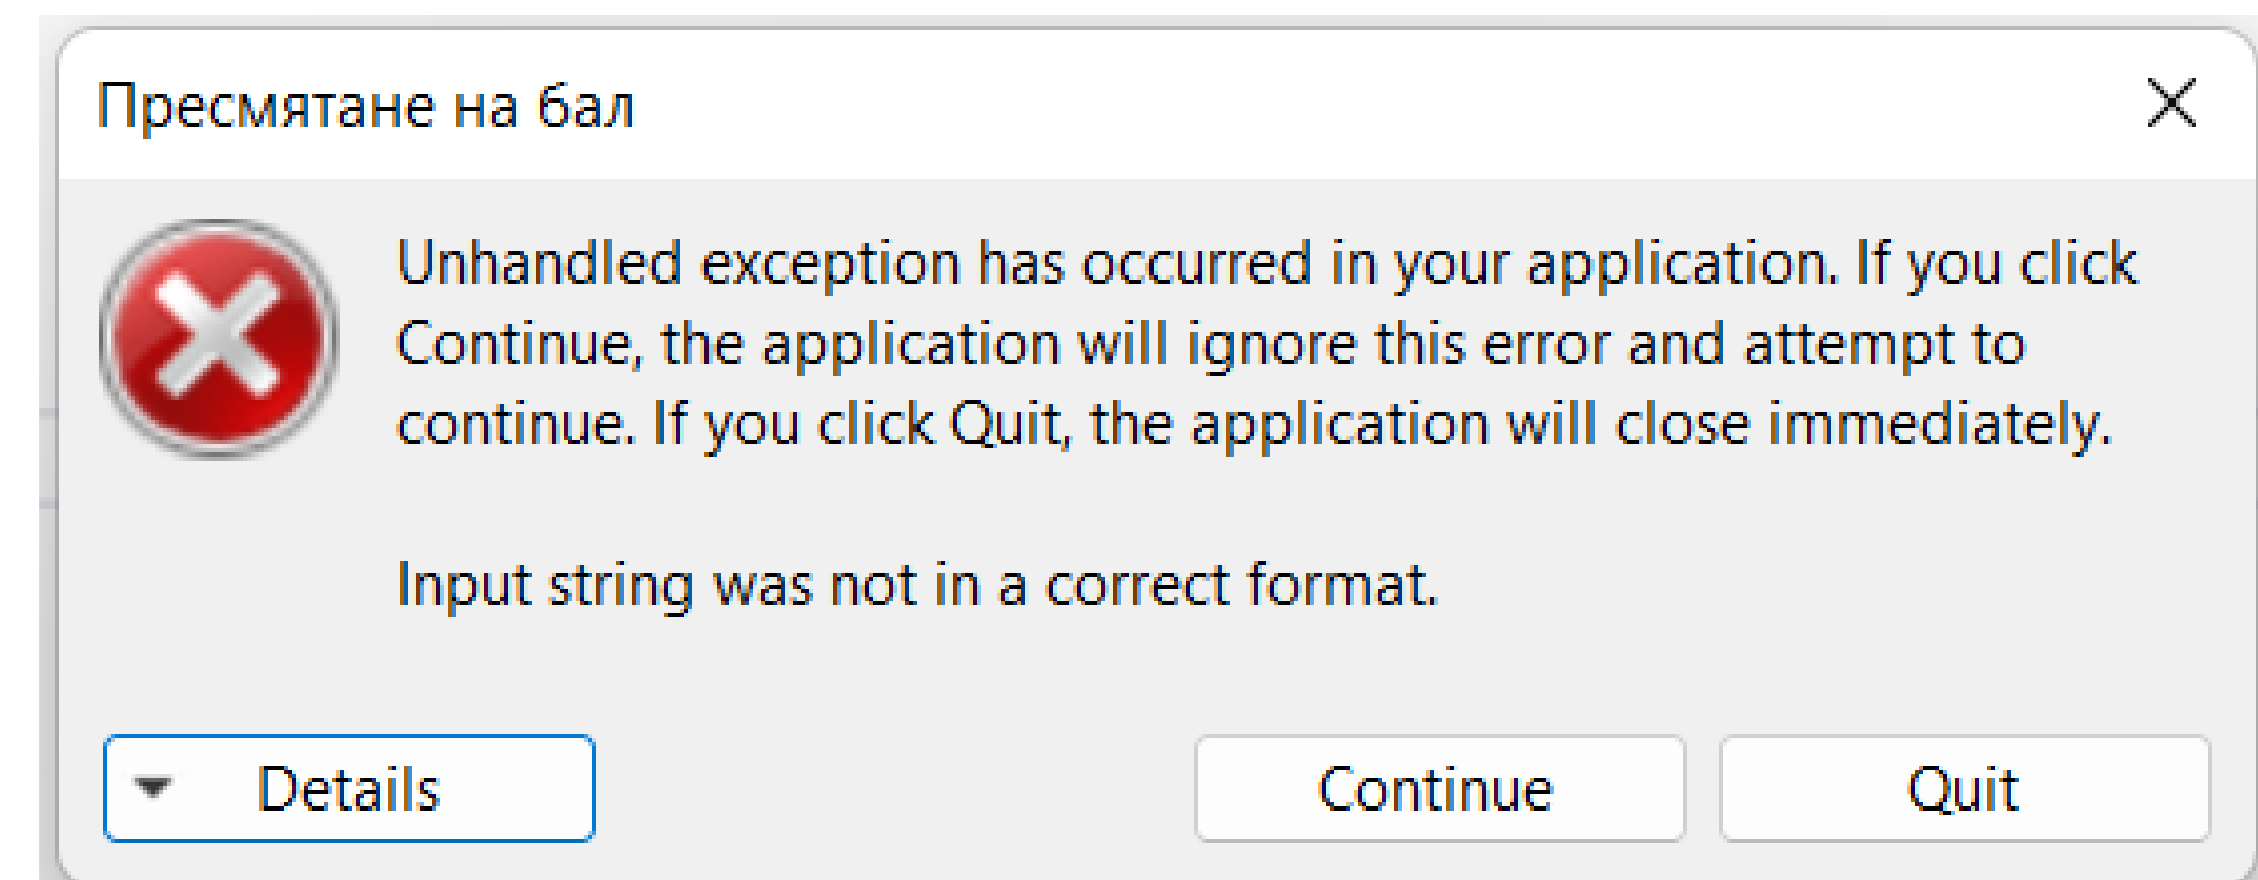 Пресмятане на бал
Unhandled exception has occurred in your application. If you click
Continue, the application will ignore this error and attempt to
continue. If you click Quit, the application will close immediately.
Input string was not in a correct format.
Details
Continue
Quit